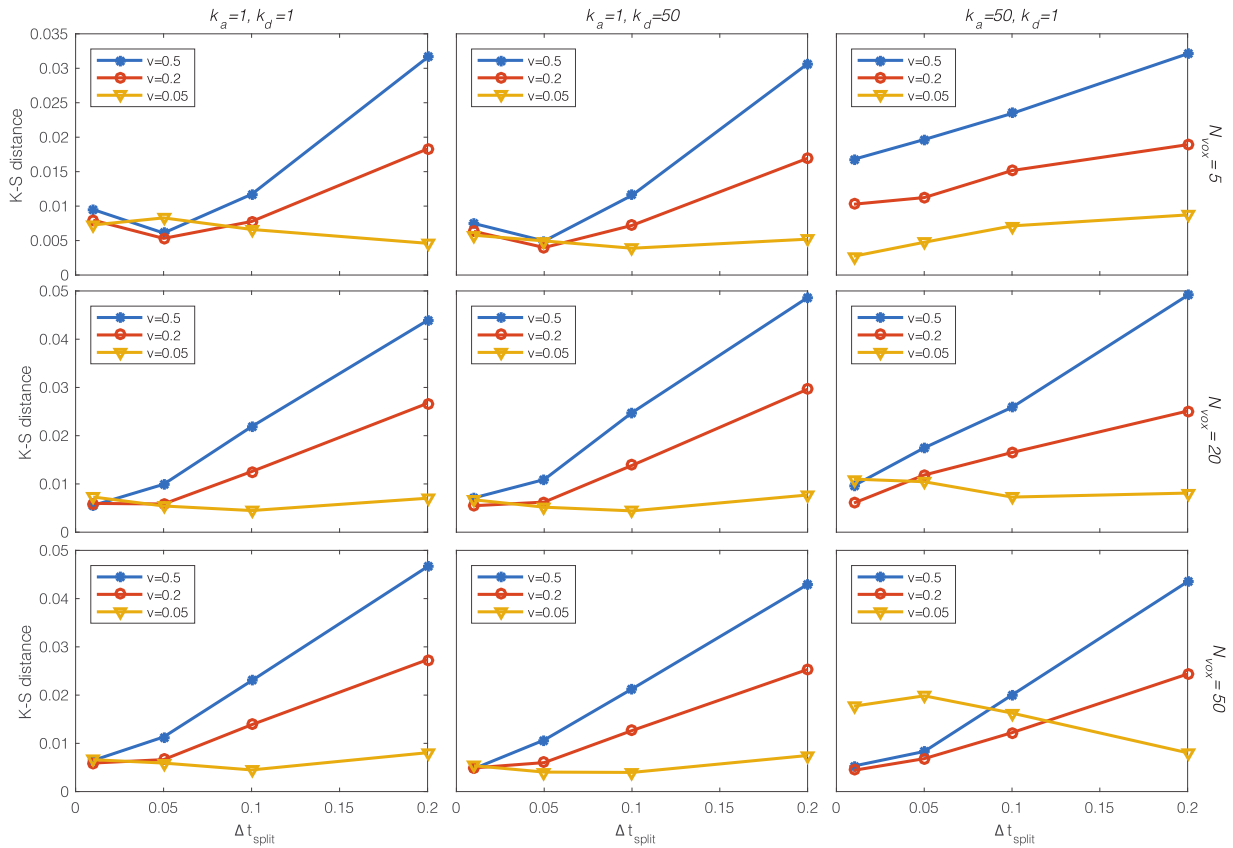 k_a=1, k_d=1
k_a=1, k_d=50
k_a=50, k_d=1
0.035
0.03
0.025
0.02
0.015
0.01
0.005
0
K-S distance
v=0.5
v=0.2
v=0.05
v=0.5
v=0.2
v=0.05
v=0.5
v=0.2
v=0.05
N_vox = 5
0.05
0.04
0.03
0.02
0.01
0
K-S distance
v=0.5
v=0.2
v=0.05
v=0.5
v=0.2
v=0.05
v=0.5
v=0.2
v=0.05
N_vox = 20
0.05
0.04
0.03
0.02
0.01
0
K-S distance
v=0.5
v=0.2
v=0.05
v=0.5
v=0.2
v=0.05
v=0.5
v=0.2
v=0.05
N_vox = 50
0 0.05 0.1 0.2
0 0.05 0.1 0.2
0 0.05 0.1 0.2
Δ t_split
Δ t_split
Δ t_split